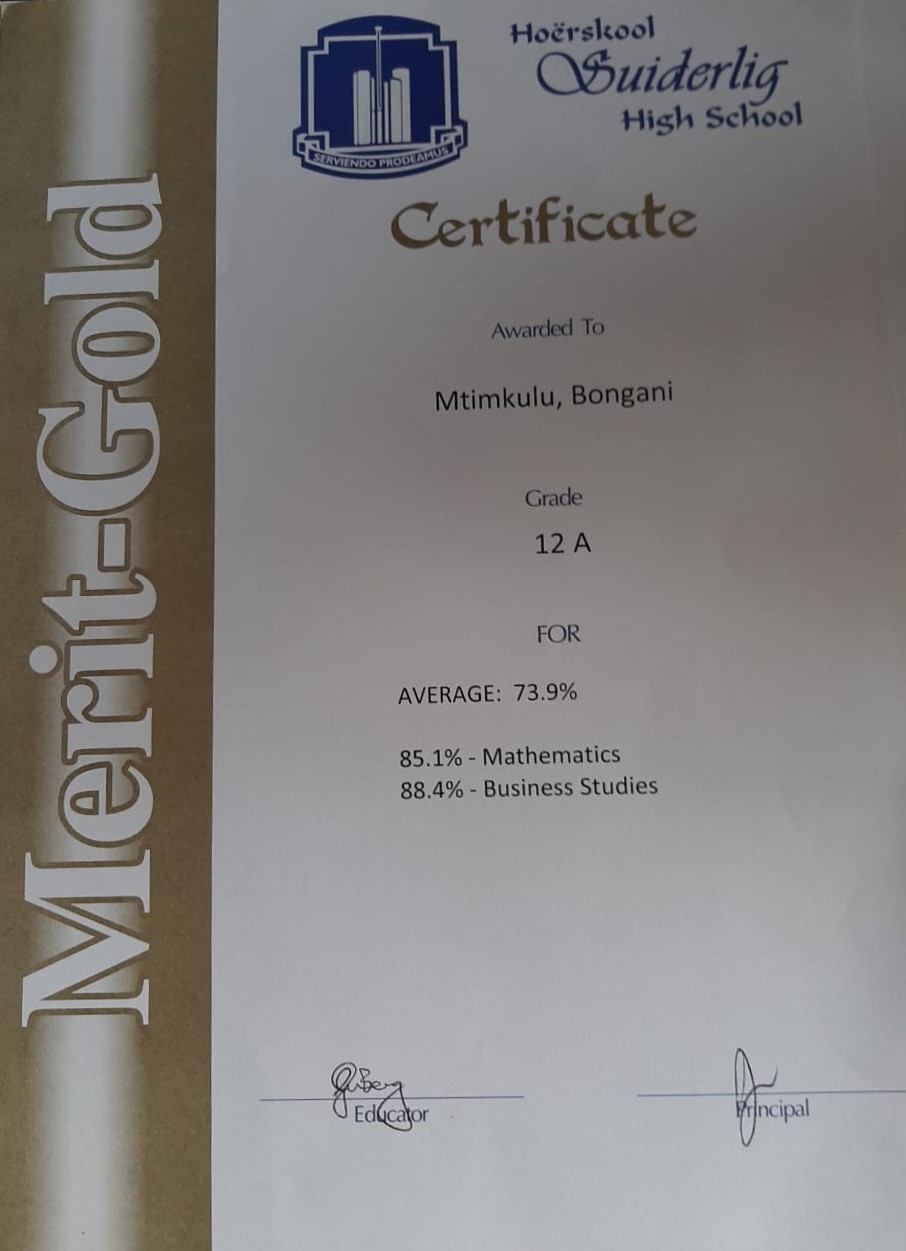 Hoërskool
Suiderlig
High School
SERVIENDO PRODEAMUS
Merit-Gold
Certificate
Awarded To
Mtimkulu, Bongani
Grade
12 A
FOR
AVERAGE: 73.9%
85.1% - Mathematics
88.4% - Business Studies
Educator
Principal